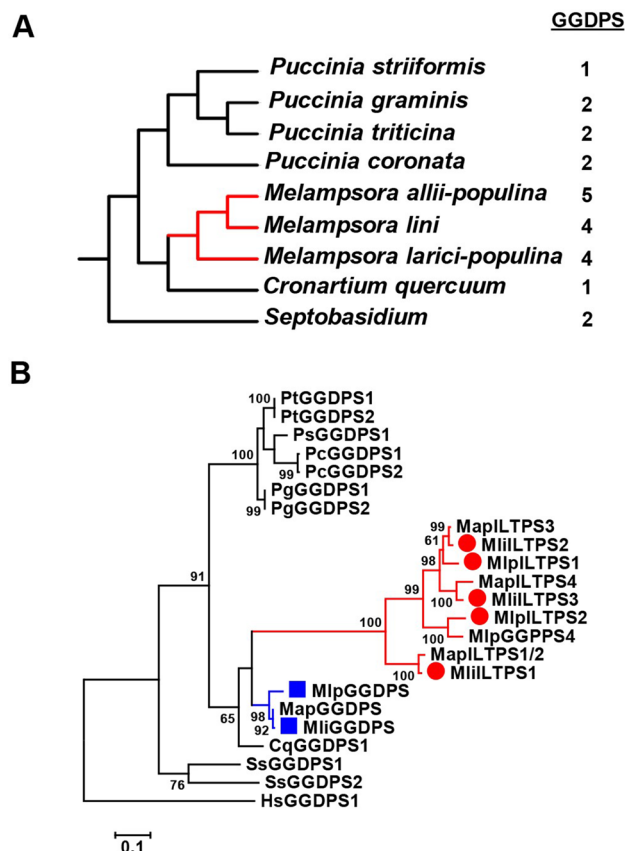 A
GGDPS
Puccinia striiformis 1
Puccinia graminis 2
Puccinia triticina 2
Puccinia coronata 2
Melampsora allii-populina 5
Melampsora lini 4
Melampsora larici-populina 4
Cronartium quercuum 1
Septobasidium 2
B
100 PtGGDPS1
PtGGDPS2
PsGGDPS1
100 PcGGDPS1
99 PcGGDPS2
PgGGDPS1
99 PgGGDPS2
99 MapILTPS3
61 MliILTPS2
98 MlpILTPS1
91 99 MapILTPS4
100 MliILTPS3
100 MlpILTPS2
100 MlpGGPPS4
MapILTPS1/2
100 MliILTPS1
MlpGGDPS
98 MapGGDPS
65 92 MliGGDPS
CqGGDPS1
SsGGDPS1
76 SsGGDPS2
HsGGDPS1
0.1